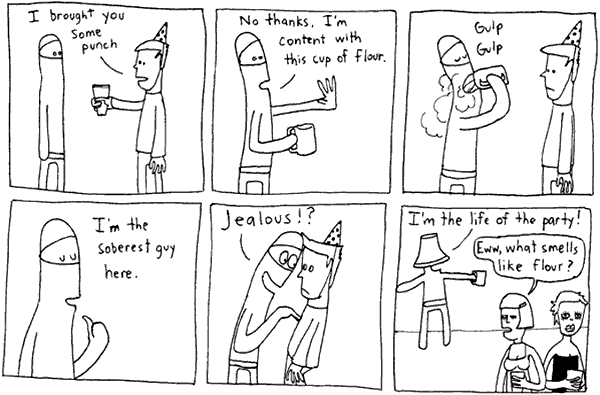 I brought you
some
punch
No thanks. I'm
content with
this cup of flour.
Gulp
Gulp
I'm the
soberest guy
here.
Jealous!?
I'm the life of the party!
Eww, what smells
like flour?